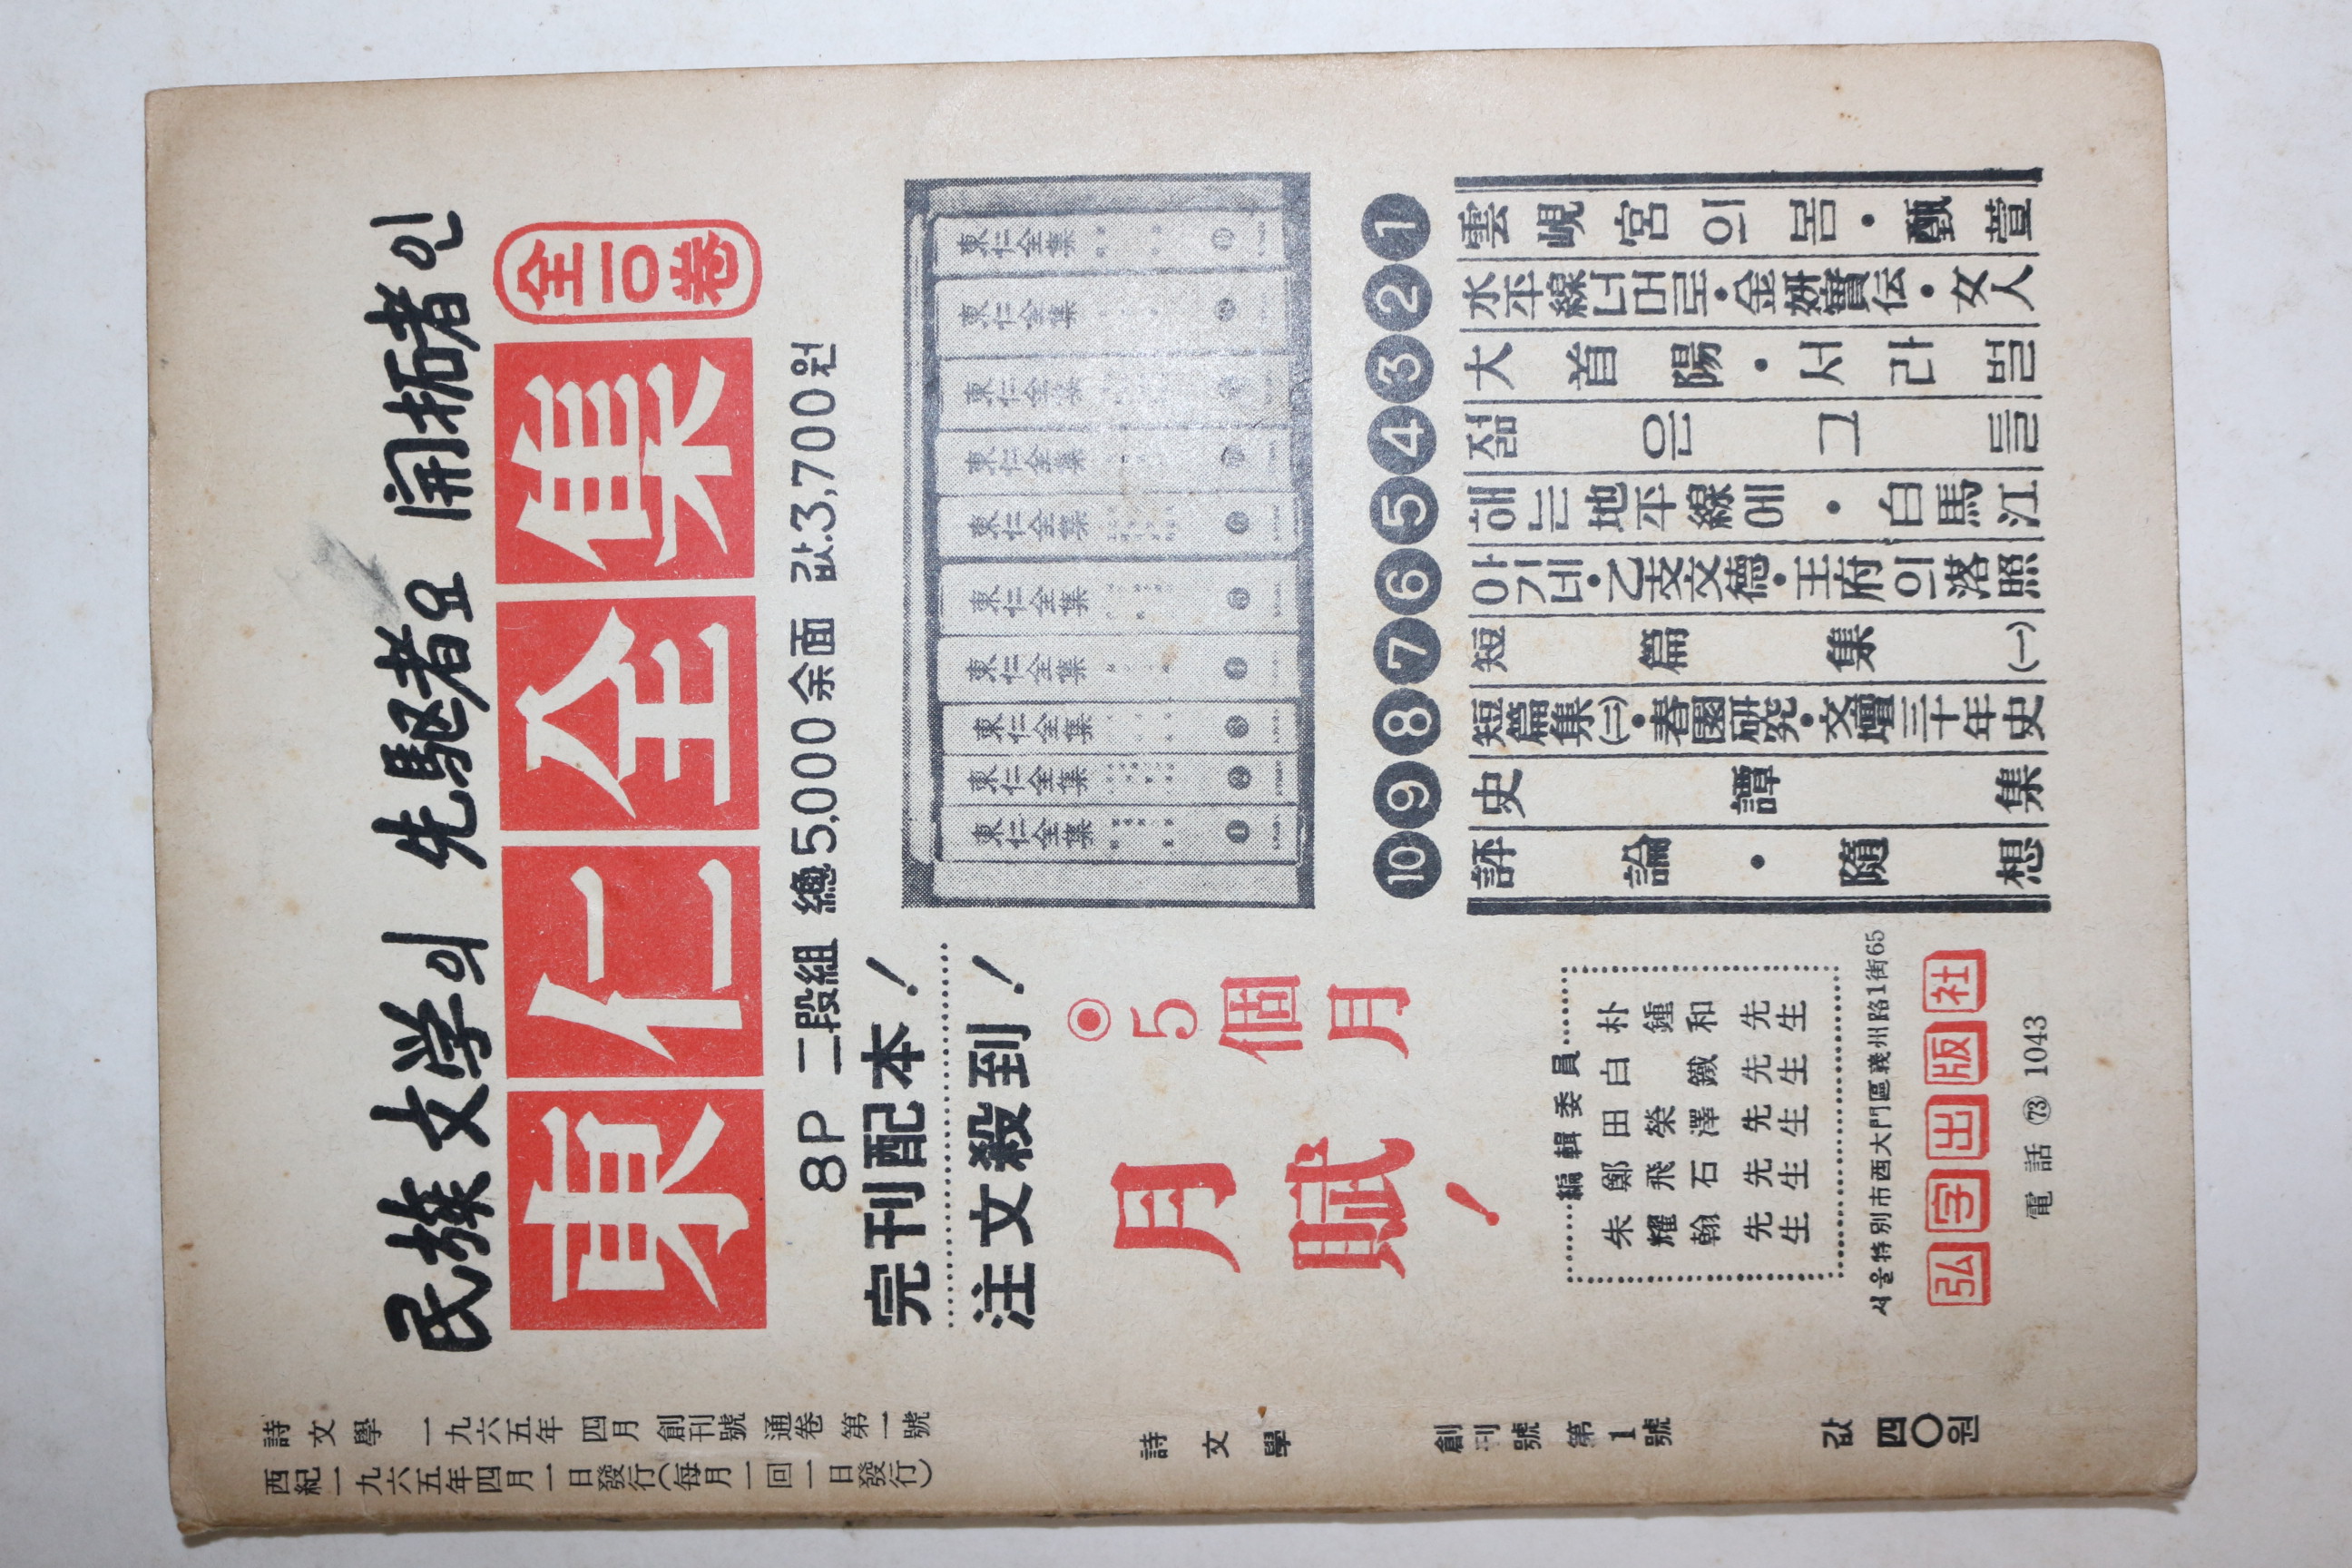 民族文学의 先驅者요 開拓者인
東仁全集
全一〇卷
8P 二段組 總5,000余面 값.3,700원
完刊配本!
注文殺到!
◉5個月
月賦!
東仁全集
東仁全集
東仁全集
東仁全集
東仁全集
東仁全集
東仁全集
東仁全集
東仁全集
東仁全集
1 雲峴宮의봄·甄萱
2 水平線너머로·金姸實伝·女人
3 大首陽·서라벌
4 젊은그들
5 해는地平線에·白馬江
6 아기네·乙支文德·王府의落照
7 短篇集(一)
8 短篇集(二)·春園硏究·文壇三十年史
9 史譚集
10 評論·隨想
編輯委員
朴鍾和先生
白鐵先生
田榮澤先生
鄭飛石先生
朱耀翰先生
서울特別市西大門區義州路1街65
弘字出版社
電話 73 1043
詩文學 一九六五年 四月 創刊號 通卷 第一號
西紀一九六五年四月一日發行(每月一回一日發行)
詩文學
創刊號 第1號
값 四〇원